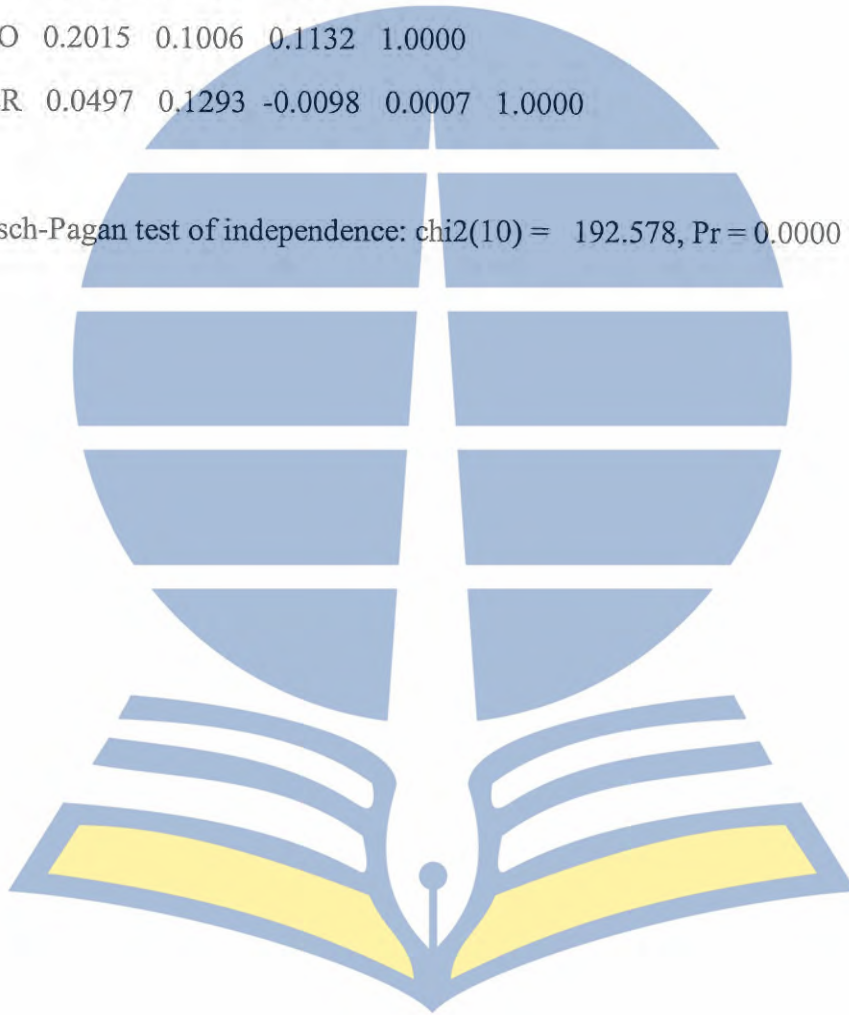 O 0.2015 0.1006 0.1132 1.0000
R 0.0497 0.1293 -0.0098 0.0007 1.0000
sch-Pagan test of independence: chi2(10) = 192.578, Pr = 0.0000